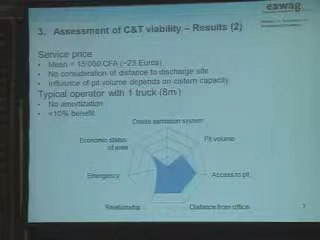 eawag
3. Assessment of C&T viability – Results (2)
Service price
• Mean = 15'000 CFA (~23 Euros)
• No consideration of distance to discharge site
• Influence of pit volume depends on cistern capacity
Typical operator with 1 truck (8m³)
• No amortization
• <10% benefit
Onsite sanitation system
Economic status of area
Pit volume
Emergency
Access to pit
Relationship
Distance from office
7